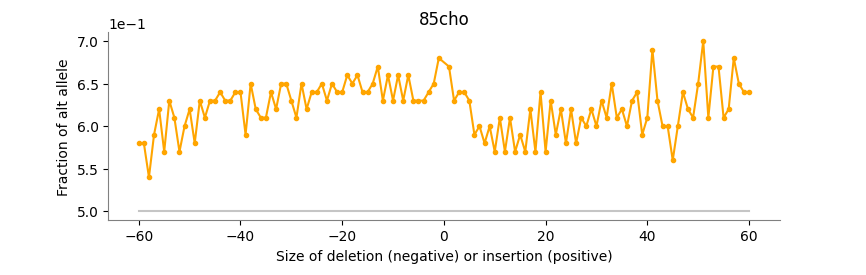 85cho
1e−1
7.0
6.5
6.0
5.5
5.0
Fraction of alt allele
−60 −40 −20 0 20 40 60
Size of deletion (negative) or insertion (positive)